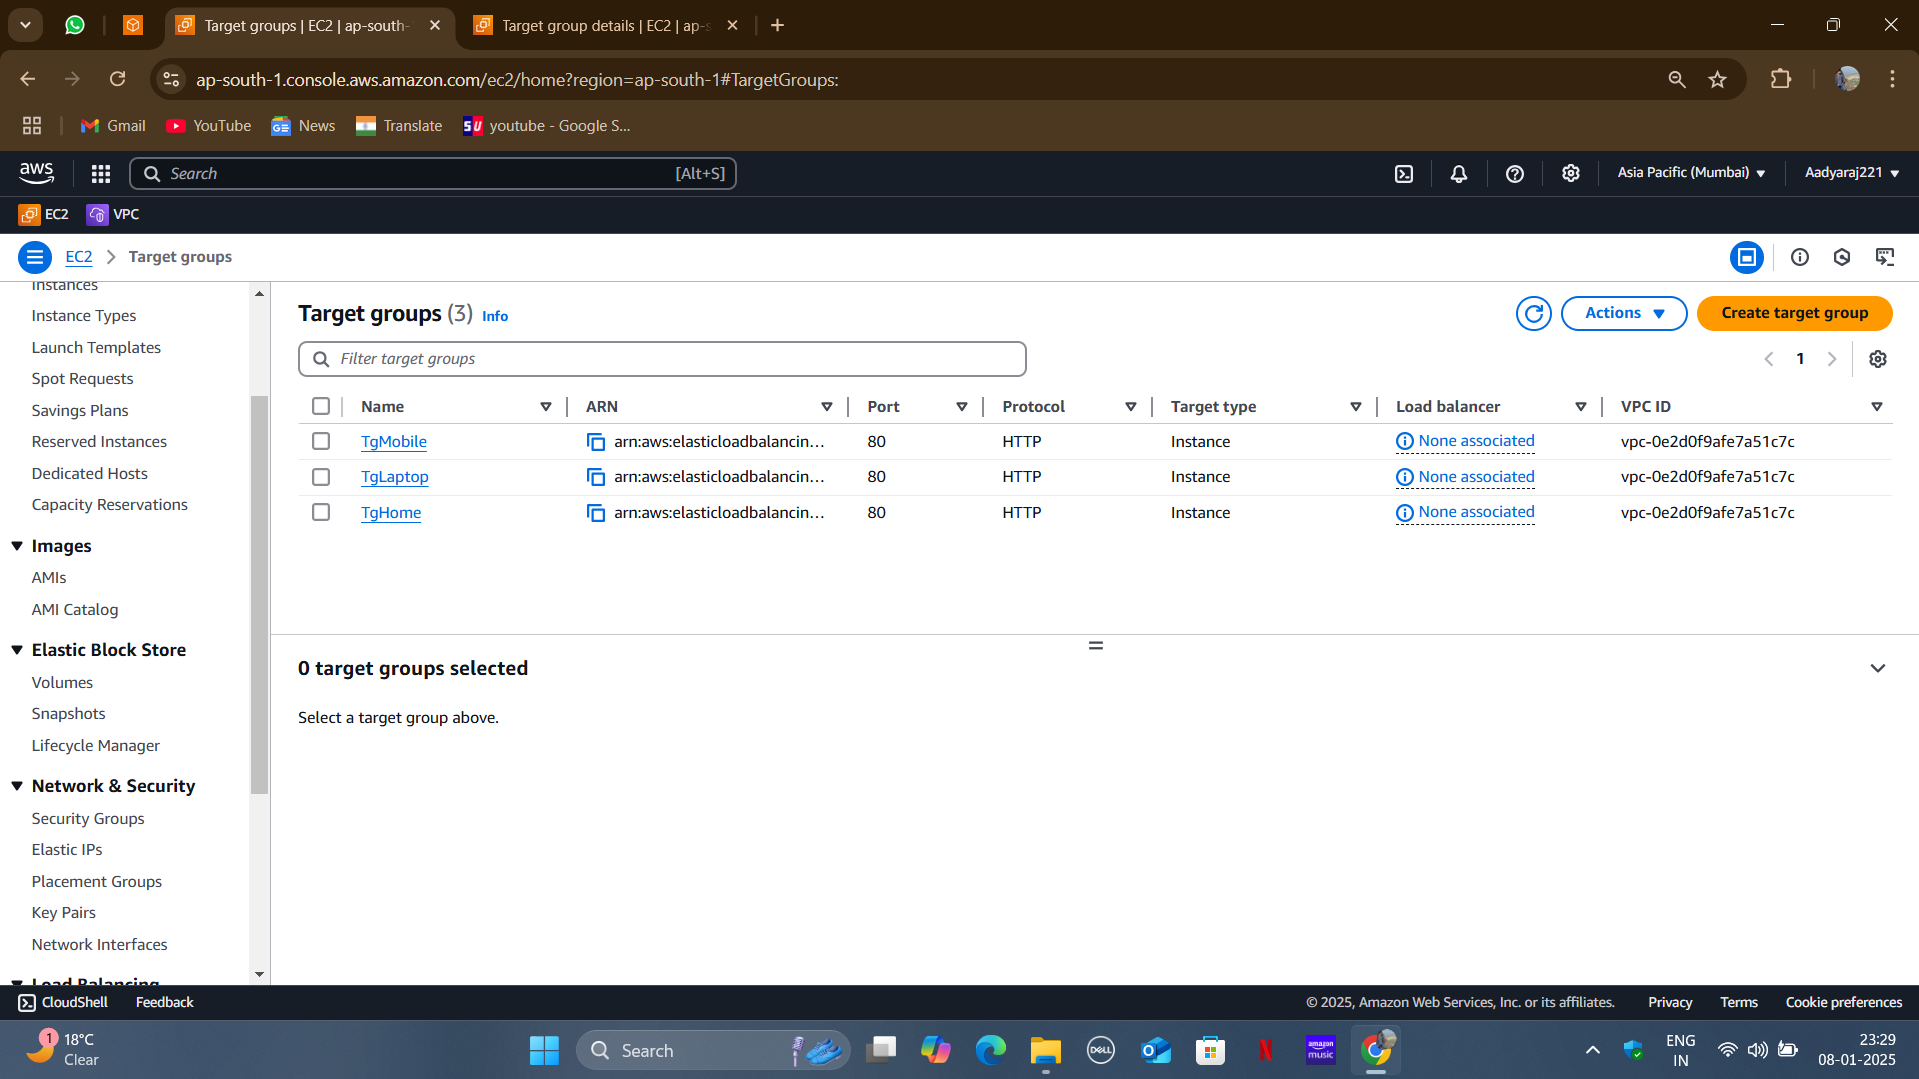 Target groups | EC2 | ap-south-
Target group details | EC2 | ap-s
ap-south-1.console.aws.amazon.com/ec2/home?region=ap-south-1#TargetGroups:
Gmail
YouTube
News
Translate
SU
youtube - Google S...
aws
Search
[Alt+S]
Asia Pacific (Mumbai)
Aadyaraj221
EC2
VPC
EC2
Target groups
Instances
Instance Types
Launch Templates
Spot Requests
Savings Plans
Reserved Instances
Dedicated Hosts
Capacity Reservations
Images
AMIs
AMI Catalog
Elastic Block Store
Volumes
Snapshots
Lifecycle Manager
Network & Security
Security Groups
Elastic IPs
Placement Groups
Key Pairs
Network Interfaces
Load Balancing
Target groups (3) Info
Actions
Create target group
Filter target groups
1
Name ARN Port Protocol Target type Load balancer VPC ID
TgMobile arn:aws:elasticloadbalancin... 80 HTTP Instance None associated vpc-0e2d0f9afe7a51c7c
TgLaptop arn:aws:elasticloadbalancin... 80 HTTP Instance None associated vpc-0e2d0f9afe7a51c7c
TgHome arn:aws:elasticloadbalancin... 80 HTTP Instance None associated vpc-0e2d0f9afe7a51c7c
0 target groups selected
Select a target group above.
CloudShell
Feedback
© 2025, Amazon Web Services, Inc. or its affiliates.
Privacy
Terms
Cookie preferences
1
18°C
Clear
Search
DELL
amazon
music
ENG
IN
23:29
08-01-2025